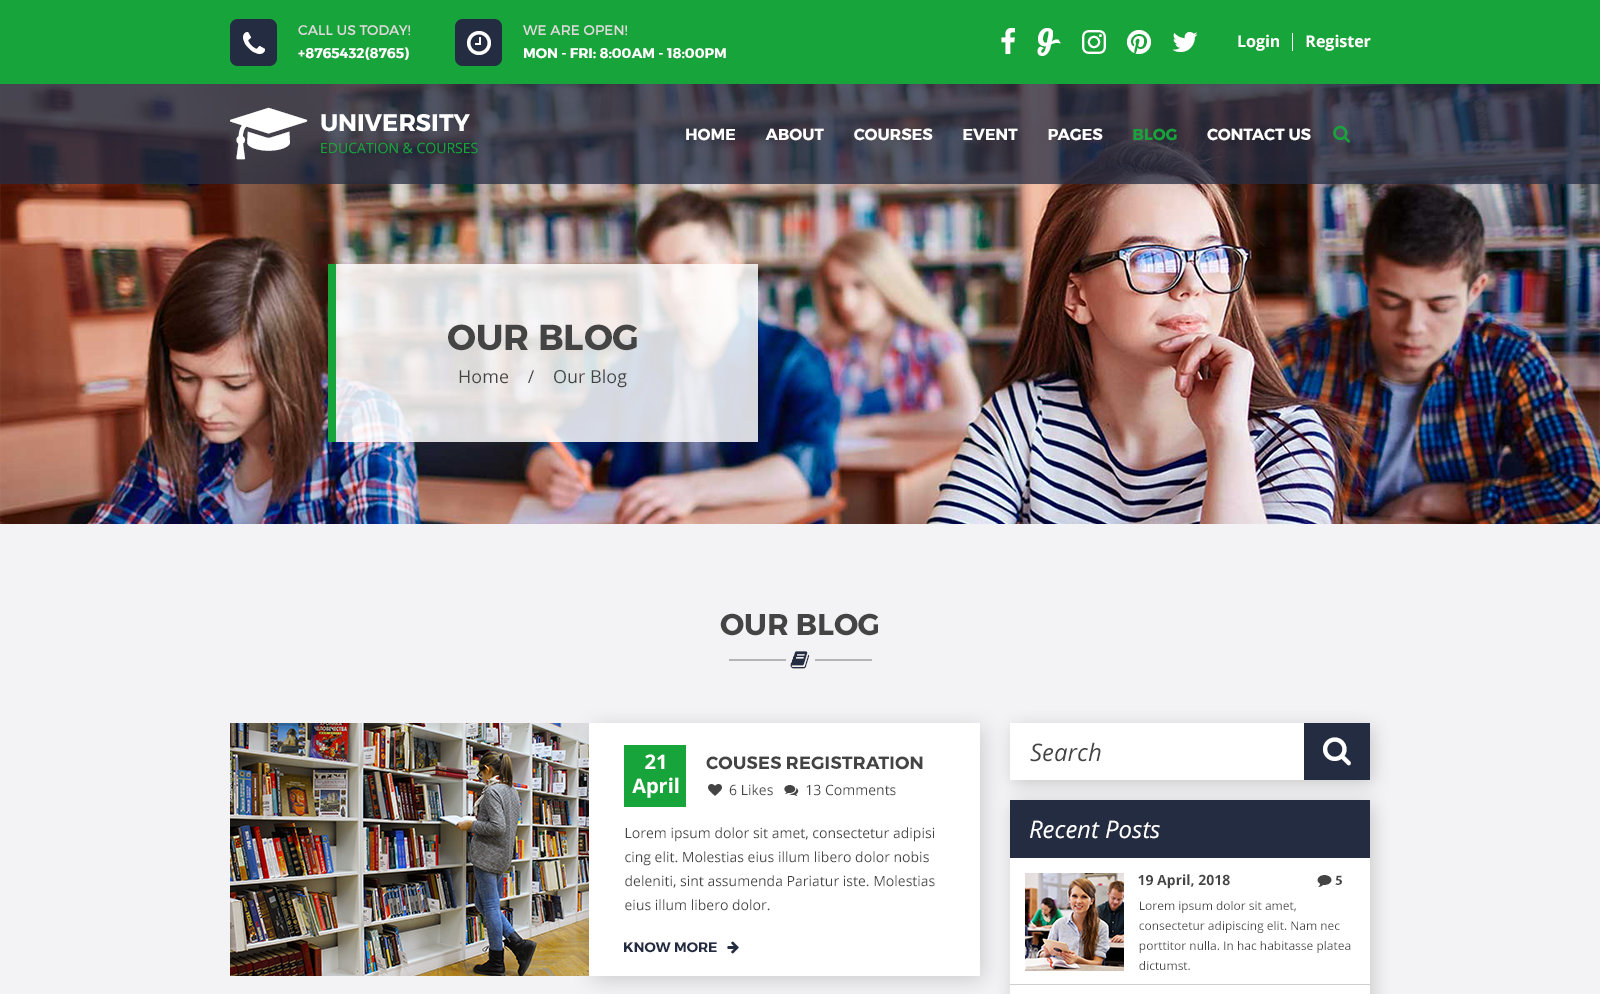 CALL US TODAY!
+8765432(8765)
WE ARE OPEN!
MON - FRI: 8:00AM - 18:00PM
Login | Register
UNIVERSITY
EDUCATION & COURSES
HOME ABOUT COURSES EVENT PAGES BLOG CONTACT US
OUR BLOG
Home / Our Blog
OUR BLOG
21
April
COUSES REGISTRATION
6 Likes 13 Comments
Lorem ipsum dolor sit amet, consectetur adipisi
cing elit. Molestias eius illum libero dolor nobis
deleniti, sint assumenda Pariatur iste. Molestias
eius illum libero dolor.
KNOW MORE
Search
Recent Posts
19 April, 2018 5
Lorem ipsum dolor sit amet,
consectetur adipiscing elit. Nam nec
porttitor nulla. In hac habitasse platea
dictumst.